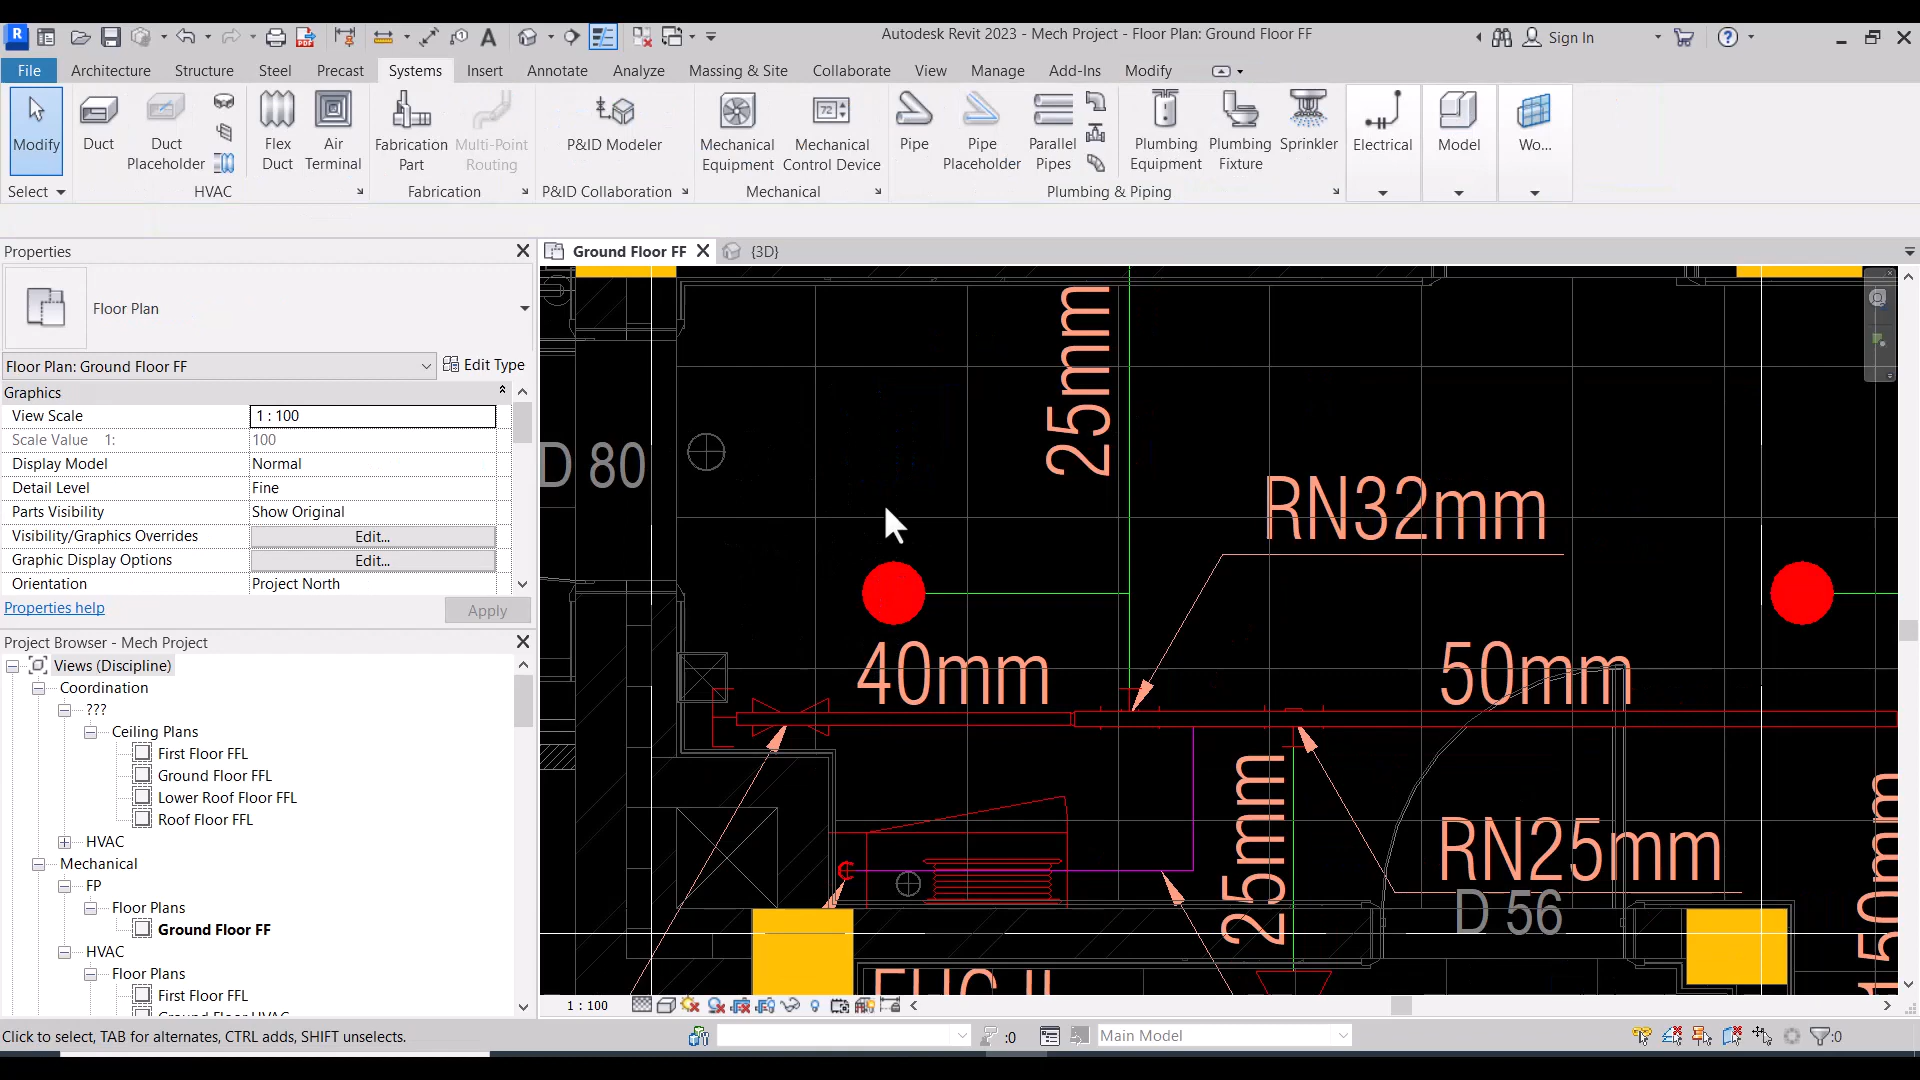 Autodesk Revit 2023 - Mech Project - Floor Plan: Ground Floor FF
Sign In
File Architecture Structure Steel Precast Systems Insert Annotate Analyze Massing & Site Collaborate View Manage Add-Ins Modify
Modify
Duct
Duct Placeholder
Flex Duct
Air Terminal
Fabrication Part
Multi-Point Routing
P&ID Modeler
Mechanical Equipment
Mechanical Control Device
Pipe
Pipe Placeholder
Parallel Pipes
Plumbing Equipment
Plumbing Fixture
Sprinkler
Electrical
Model
Wo...
Select HVAC Fabrication P&ID Collaboration Mechanical Plumbing & Piping
Properties
Floor Plan
Floor Plan: Ground Floor FF
Edit Type
Graphics
View Scale 1 : 100
Scale Value 1: 100
Display Model Normal
Detail Level Fine
Parts Visibility Show Original
Visibility/Graphics Overrides Edit...
Graphic Display Options Edit...
Orientation Project North
Properties help
Apply
Project Browser - Mech Project
Views (Discipline)
Coordination
???
Ceiling Plans
First Floor FFL
Ground Floor FFL
Lower Roof Floor FFL
Roof Floor FFL
HVAC
Mechanical
FP
Floor Plans
Ground Floor FF
HVAC
Floor Plans
First Floor FFL
Ground Floor FF
{3D}
25mm
D 80
RN32mm
40mm
50mm
25mm
RN25mm
D 56
150mm
1 : 100
Click to select, TAB for alternates, CTRL adds, SHIFT unselects.
:0
Main Model
:0